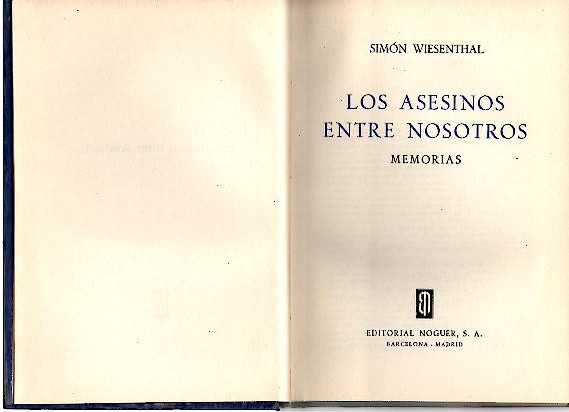 SIMÓN WIESENTHAL
LOS ASESINOS
ENTRE NOSOTROS
MEMORIAS
EDITORIAL NOGUER, S. A.
BARCELONA - MADRID